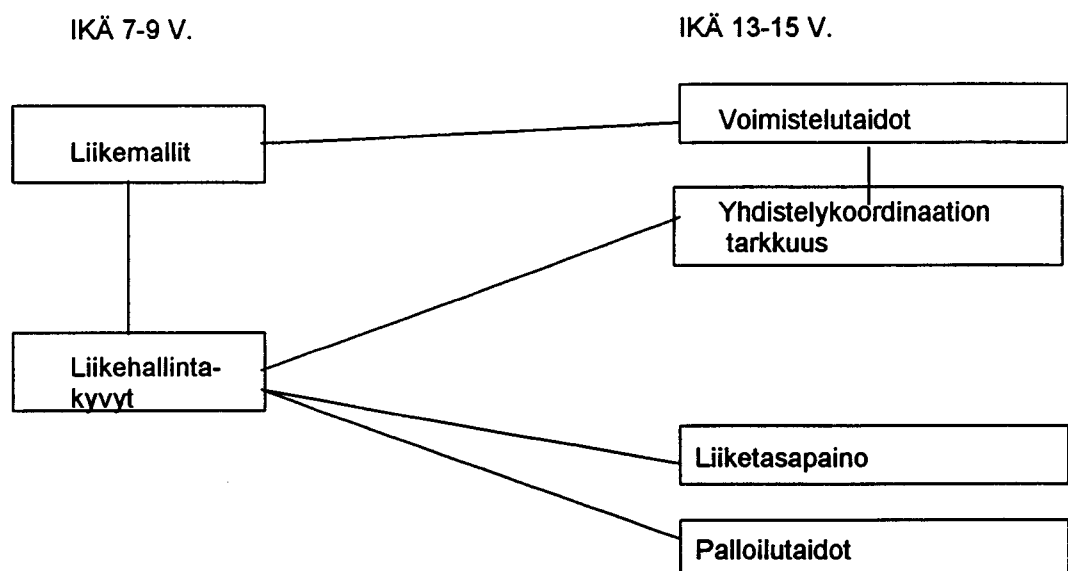 IKÄ 7-9 V.
IKÄ 13-15 V.
Liikemallit
Voimistelutaidot
Yhdistelykoordinaation
tarkkuus
Liikehallinta-
kyvyt
Liiketasapaino
Palloilutaidot